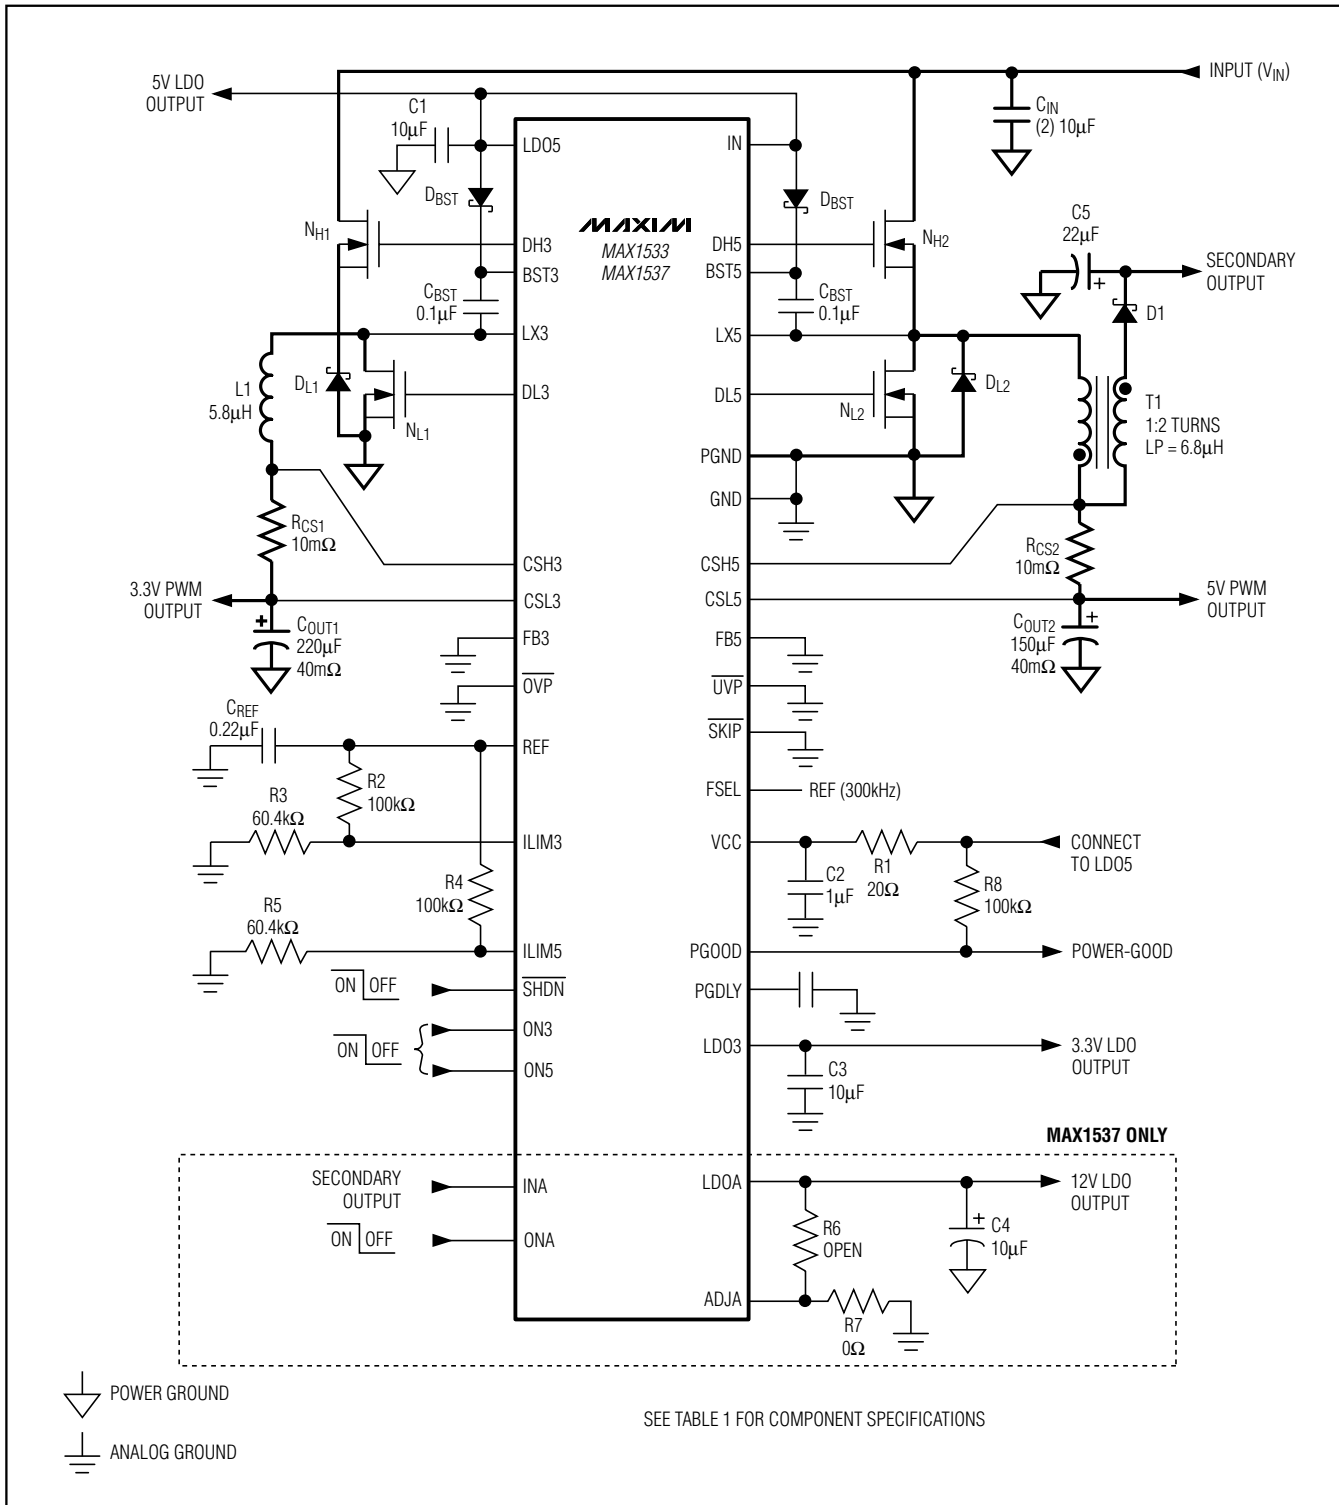 INPUT (VIN)
5V LDO
OUTPUT
C1
10µF
CIN
(2) 10µF
LDO5
IN
DBST
DBST
MAXIM
MAX1533
MAX1537
C5
22µF
NH1
DH3
DH5
NH2
SECONDARY
OUTPUT
BST3
BST5
CBST
0.1µF
CBST
0.1µF
D1
LX3
LX5
L1
5.8µH
DL1
DL3
DL5
DL2
NL1
NL2
T1
1:2 TURNS
LP = 6.8µH
PGND
GND
RCS1
10mΩ
RCS2
10mΩ
CSH3
CSH5
3.3V PWM
OUTPUT
CSL3
CSL5
5V PWM
OUTPUT
+
COUT1
220µF
40mΩ
+
COUT2
150µF
40mΩ
FB3
FB5
OVP
UVP
CREF
0.22µF
SKIP
REF
R2
100kΩ
FSEL
REF (300kHz)
R3
60.4kΩ
ILIM3
VCC
CONNECT
TO LDO5
R1
20Ω
C2
1µF
R8
100kΩ
R4
100kΩ
R5
60.4kΩ
ILIM5
PGOOD
POWER-GOOD
ON OFF
SHDN
PGDLY
ON3
ON OFF
ON5
LDO3
3.3V LDO
OUTPUT
C3
10µF
MAX1537 ONLY
SECONDARY
OUTPUT
INA
LDOA
12V LDO
OUTPUT
ON OFF
ONA
R6
OPEN
+
C4
10µF
ADJA
R7
0Ω
POWER GROUND
SEE TABLE 1 FOR COMPONENT SPECIFICATIONS
ANALOG GROUND